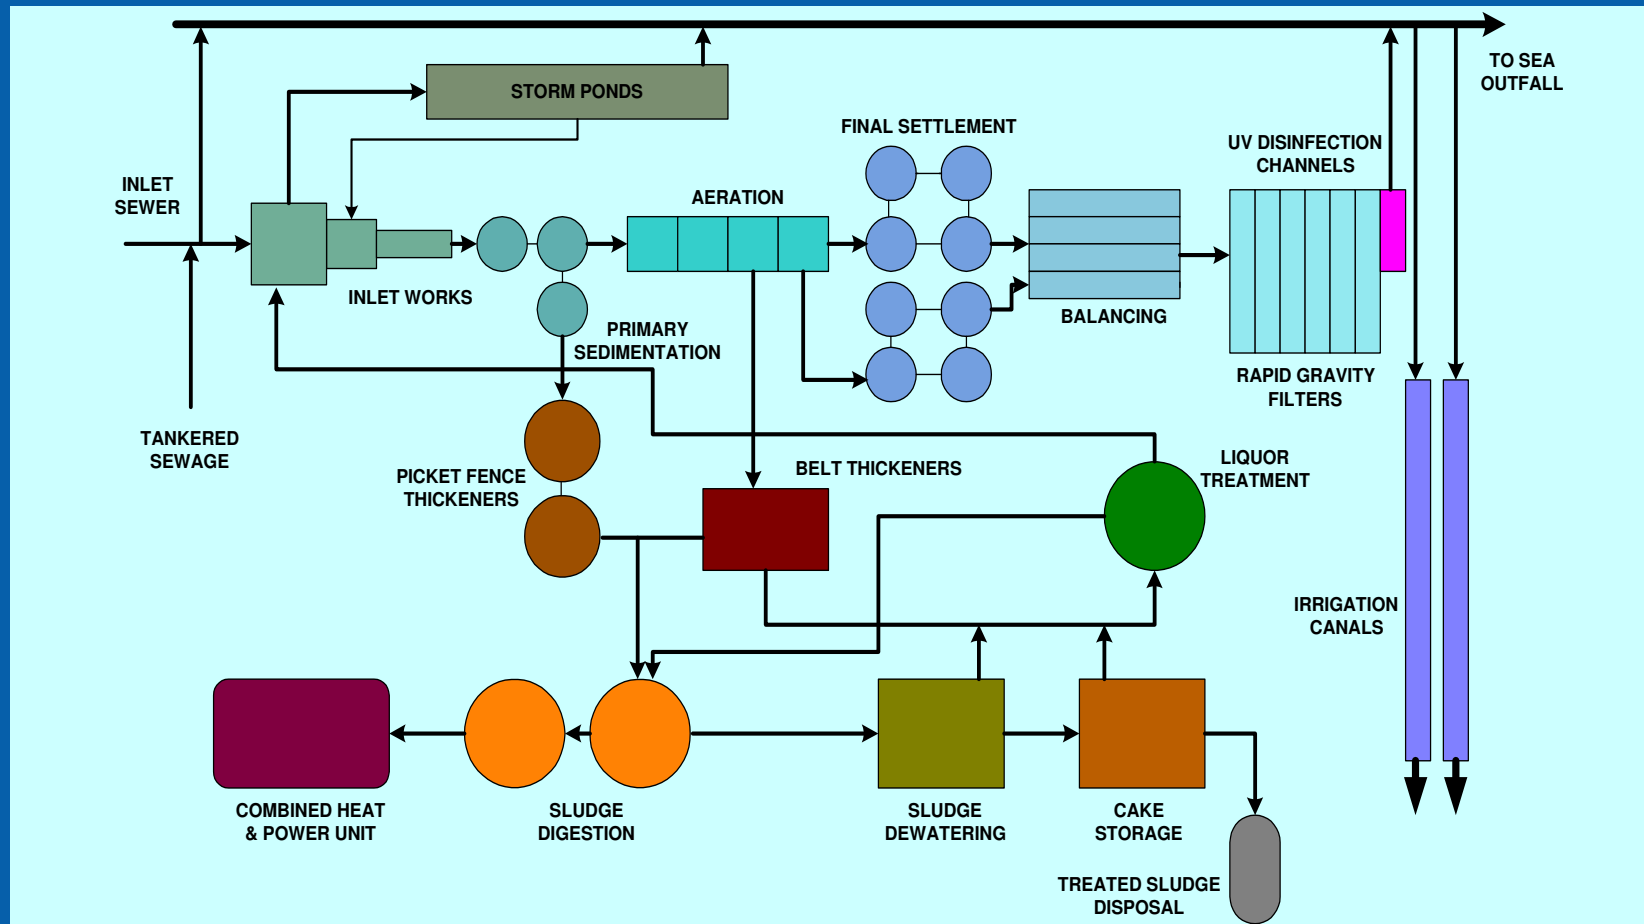 TO SEA
OUTFALL
STORM PONDS
FINAL SETTLEMENT
UV DISINFECTION
CHANNELS
INLET
SEWER
AERATION
INLET WORKS
BALANCING
PRIMARY
SEDIMENTATION
RAPID GRAVITY
FILTERS
TANKERED
SEWAGE
PICKET FENCE
THICKENERS
BELT THICKENERS
LIQUOR
TREATMENT
IRRIGATION
CANALS
COMBINED HEAT
& POWER UNIT
SLUDGE
DIGESTION
SLUDGE
DEWATERING
CAKE
STORAGE
TREATED SLUDGE
DISPOSAL